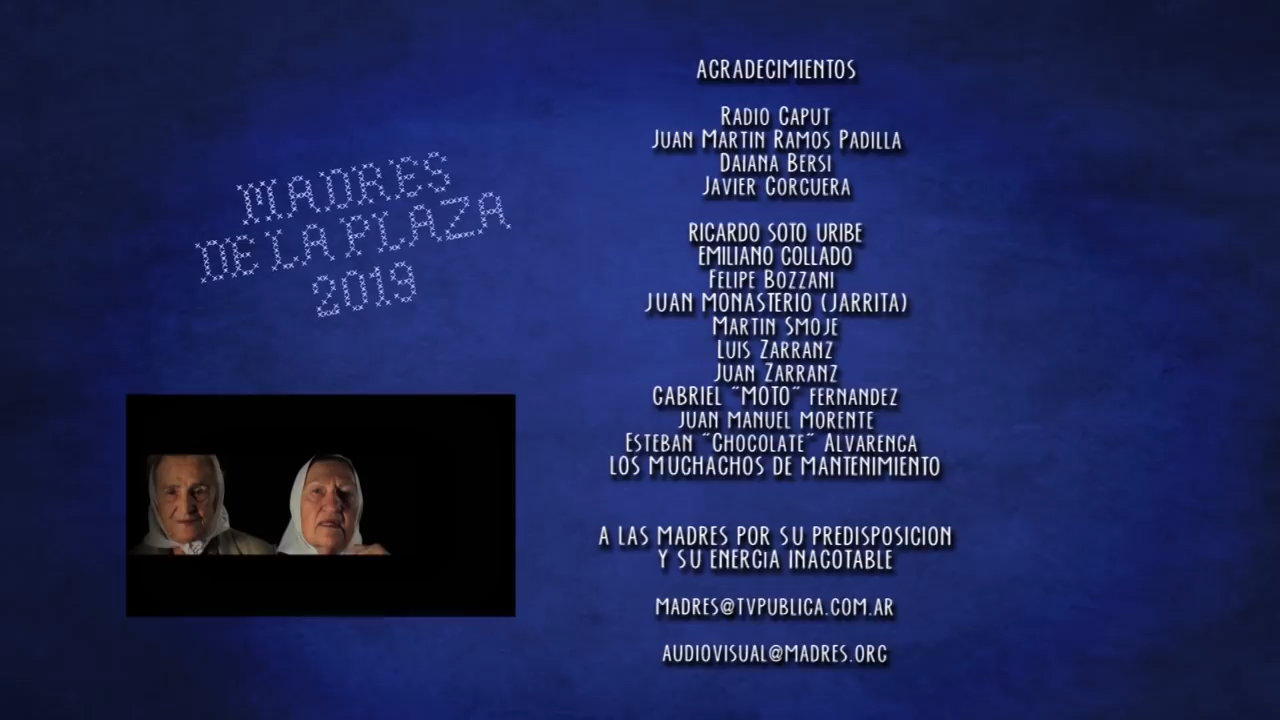 MADRES
DE LA PLAZA
2019
AGRADECIMIENTOS
RADIO CAPUT
JUAN MARTIN RAMOS PADILLA
DAIANA BERSI
JAVIER CORCUERA
RICARDO SOTO URIBE
EMILIANO COLLADO
FELIPE BOZZANI
JUAN MONASTERIO (JARRITA)
MARTIN SMOJE
LUIS ZARRANZ
JUAN ZARRANZ
GABRIEL "MOTO" FERNANDEZ
JUAN MANUEL MORENTE
ESTEBAN "CHOCOLATE" ALVARENGA
LOS MUCHACHOS DE MANTENIMIENTO
A LAS MADRES POR SU PREDISPOSICION
Y SU ENERGíA INAGOTABLE
MADRES@TVPUBLICA.COM.AR
AUDIOVISUAL@MADRES.ORG